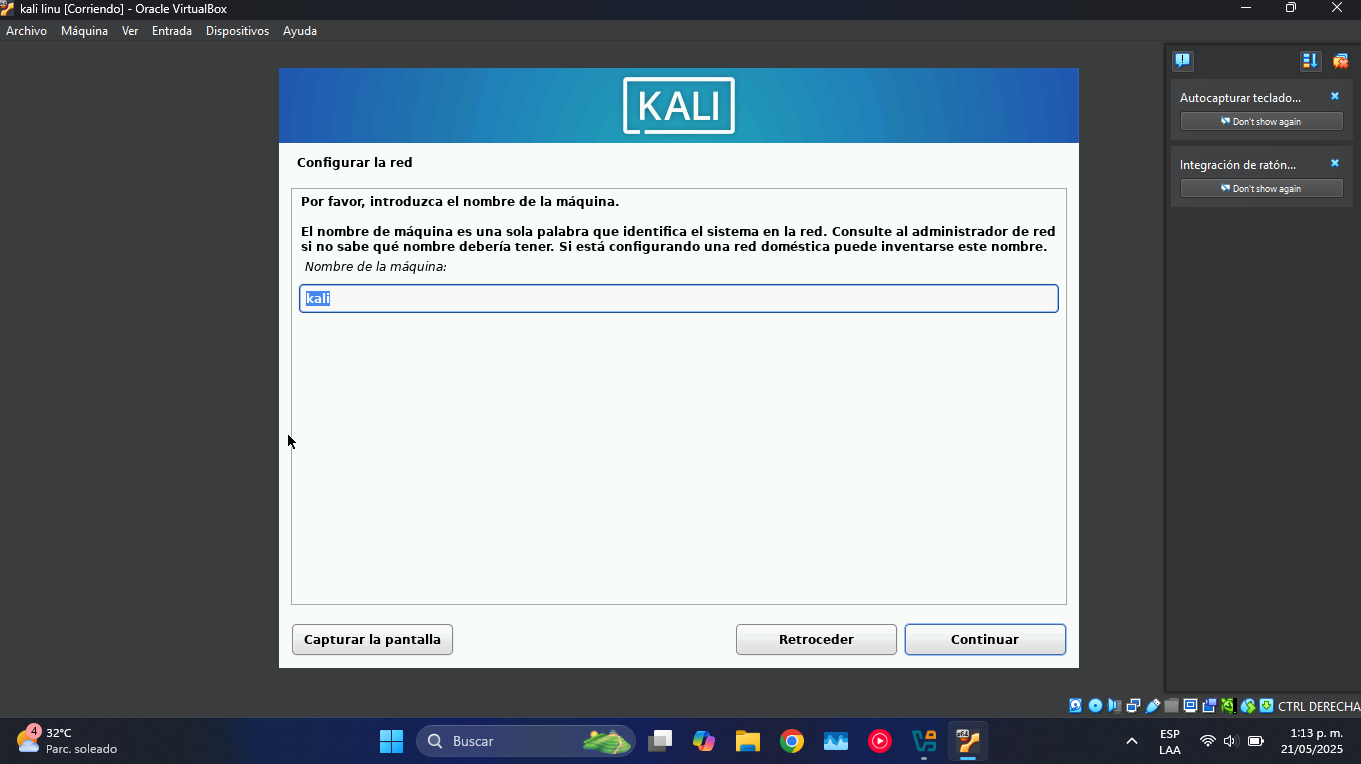 kali linu [Corriendo] - Oracle VirtualBox
Archivo Máquina Ver Entrada Dispositivos Ayuda
KALI
Configurar la red
Por favor, introduzca el nombre de la máquina.
El nombre de máquina es una sola palabra que identifica el sistema en la red. Consulte al administrador de red
si no sabe qué nombre debería tener. Si está configurando una red doméstica puede inventarse este nombre.
Nombre de la máquina:
kali
Capturar la pantalla
Retroceder
Continuar
Autocapturar teclado...
Don't show again
Integración de ratón...
Don't show again
CTRL DERECHA
4
32°C
Parc. soleado
Buscar
x64
ESP
LAA
1:13 p. m.
21/05/2025